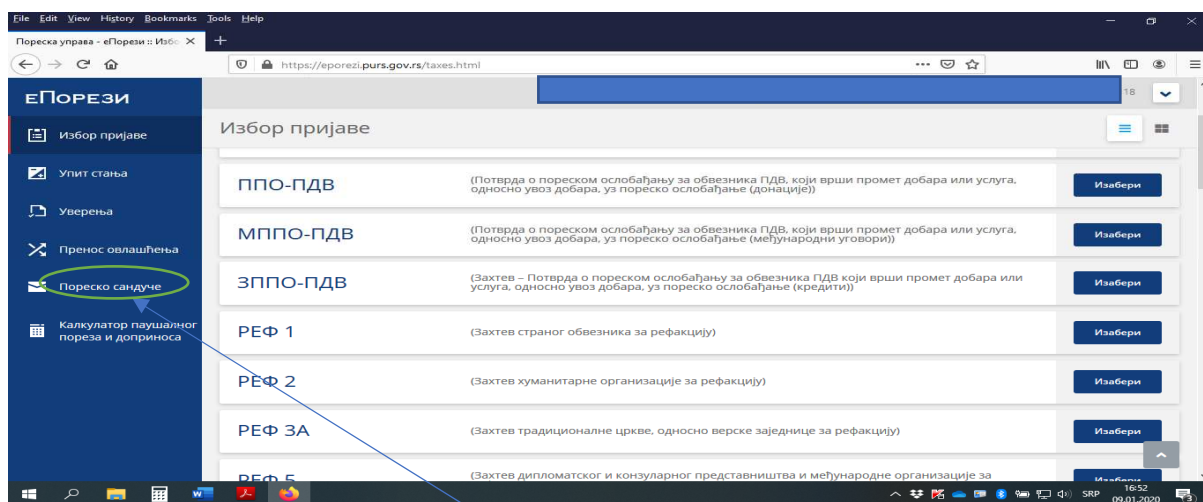 File Edit View History Bookmarks Tools Help
Пореска управа - еПорези :: Избо
https://eporezi.purs.gov.rs/taxes.html
еПОРЕЗИ
18
Избор пријаве
Избор пријаве
Упит стања
Уверења
Пренос овлашћења
Пореско сандуче
Калкулатор паушалног
пореза и доприноса
ППО-ПДВ
(Потврда о пореском ослобађању за обвезника ПДВ, који врши промет добара или услуга,
односно увоз добара, уз пореско ослобађање (донације))
Изабери
МППО-ПДВ
(Потврда о пореском ослобађању за обвезника ПДВ, који врши промет добара или услуга,
односно увоз добара, уз пореско ослобађање (међународни уговори))
Изабери
ЗППО-ПДВ
(Захтев – Потврда о пореском ослобађању за обвезника ПДВ који врши промет добара или
услуга, односно увоз добара, уз пореско ослобађање (кредити))
Изабери
РЕФ 1
(Захтев страног обвезника за рефакцију)
Изабери
РЕФ 2
(Захтев хуманитарне организације за рефакцију)
Изабери
РЕФ 3А
(Захтев традиционалне цркве, односно верске заједнице за рефакцију)
Изабери
РЕФ 5
(Захтев дипломатског и конзуларног представништва и међународне организације за
Изабери
SRP
16:52
09.01.2020